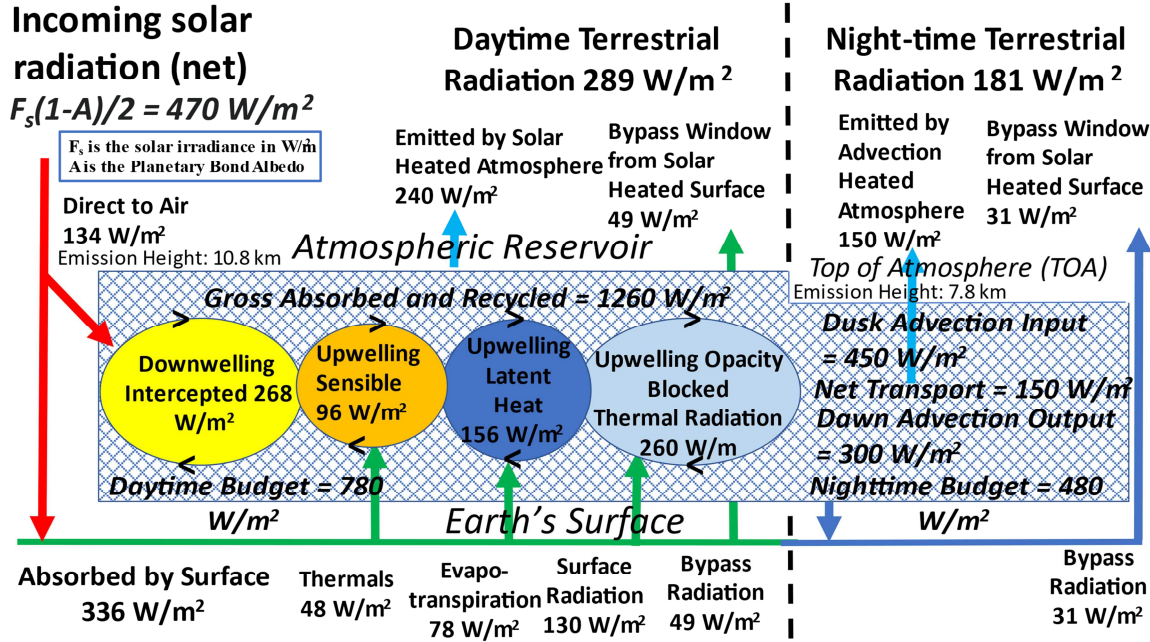 Incoming solar
radiation (net)
Fs(1-A)/2 = 470 W/m²
Fs is the solar irradiance in W/m²
A is the Planetary Bond Albedo
Direct to Air
134 W/m²
Emission Height: 10.8 km
Daytime Terrestrial
Radiation 289 W/m²
Emitted by Solar
Heated Atmosphere
240 W/m²
Bypass Window
from Solar
Heated Surface
49 W/m²
Night-time Terrestrial
Radiation 181 W/m²
Emitted by
Advection
Heated
Atmosphere
150 W/m²
Bypass Window
from Solar
Heated Surface
31 W/m²
Atmospheric Reservoir
Top of Atmosphere (TOA)
Emission Height: 7.8 km
Gross Absorbed and Recycled = 1260 W/m²
Downwelling
Intercepted 268
W/m²
Upwelling
Sensible
96 W/m²
Upwelling
Latent
Heat
156 W/m²
Upwelling Opacity
Blocked
Thermal Radiation
260 W/m
Dusk Advection Input
= 450 W/m²
Net Transport = 150 W/m²
Dawn Advection Output
= 300 W/m²
Daytime Budget = 780
W/m²
Nighttime Budget = 480
W/m²
Earth's Surface
Absorbed by Surface
336 W/m²
Thermals
48 W/m²
Evapo-
transpiration
78 W/m²
Surface
Radiation
130 W/m²
Bypass
Radiation
49 W/m²
Bypass
Radiation
31 W/m²